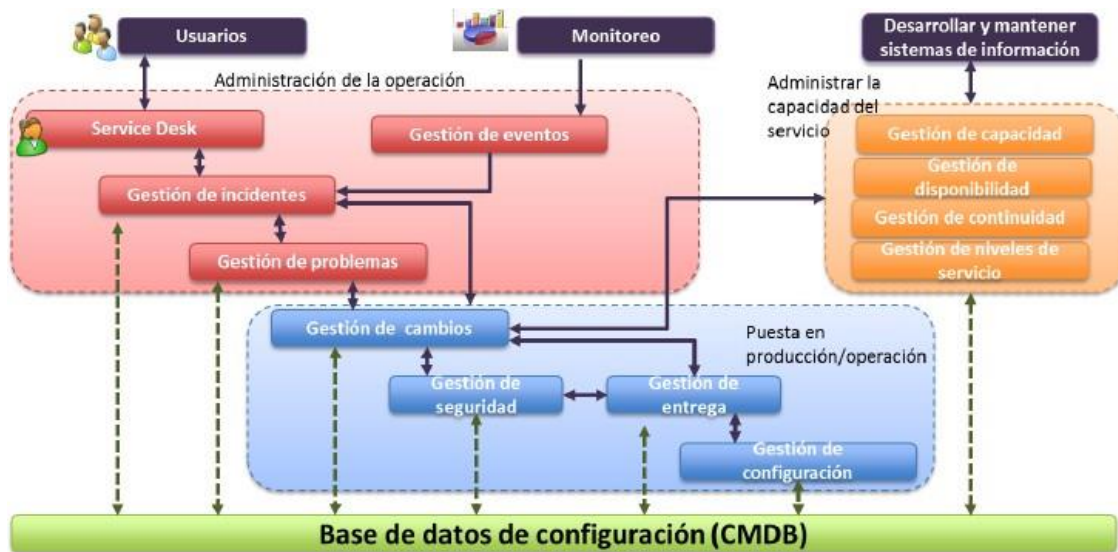 Usuarios
Monitoreo
Desarrollar y mantener
sistemas de información
Administración de la operación
Administrar la
capacidad del
servicio
Service Desk
Gestión de eventos
Gestión de capacidad
Gestión de
disponibilidad
Gestión de incidentes
Gestión de continuidad
Gestión de problemas
Gestión de niveles de
servicio
Gestión de cambios
Puesta en
producción/operación
Gestión de
seguridad
Gestión de
entrega
Gestión de
configuración
Base de datos de configuración (CMDB)